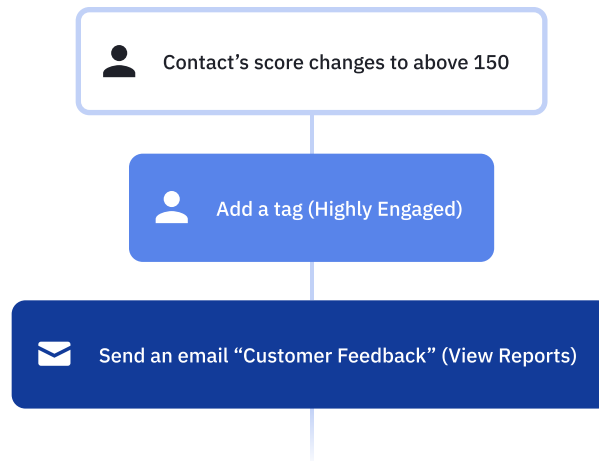 Contact’s score changes to above 150
Add a tag (Highly Engaged)
Send an email “Customer Feedback” (View Reports)